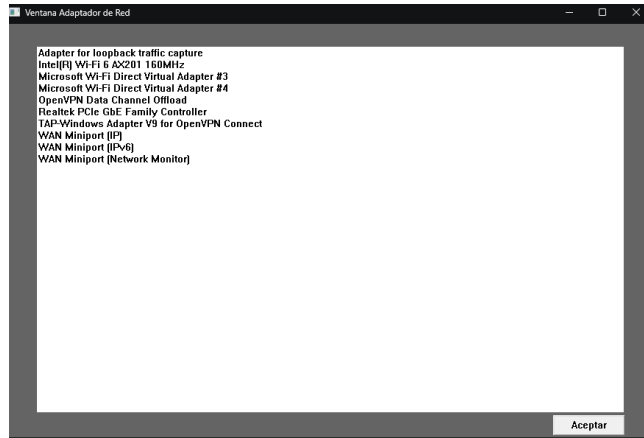 Ventana Adaptador de Red
Adapter for loopback traffic capture
Intel(R) Wi-Fi 6 AX201 160MHz
Microsoft Wi-Fi Direct Virtual Adapter #3
Microsoft Wi-Fi Direct Virtual Adapter #4
OpenVPN Data Channel Offload
Realtek PCIe GbE Family Controller
TAP-Windows Adapter V9 for OpenVPN Connect
WAN Miniport (IP)
WAN Miniport (IPv6)
WAN Miniport (Network Monitor)
Aceptar